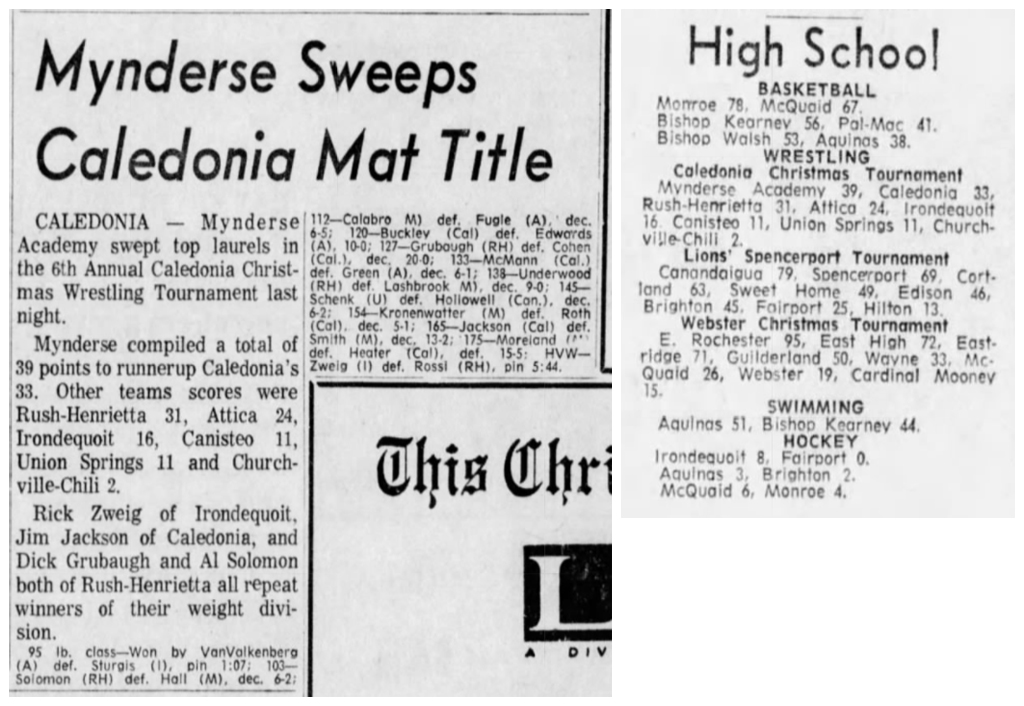 Mynderse Sweeps
Caledonia Mat Title
CALEDONIA — Mynderse
Academy swept top laurels in
the 6th Annual Caledonia Christ-
mas Wrestling Tournament last
night.
Mynderse compiled a total of
39 points to runnerup Caledonia's
33. Other teams scores were
Rush-Henrietta 31, Attica 24,
Irondequoit 16, Canisteo 11,
Union Springs 11 and Church-
ville-Chili 2.
Rick Zweig of Irondequoit,
Jim Jackson of Caledonia, and
Dick Grubaugh and Al Solomon
both of Rush-Henrietta all repeat
winners of their weight divi-
sion.
95 lb. class—Won by VanValkenberg
(A) def. Sturgis (I), pin 1:07; 103—
Solomon (RH) def. Hall (M), dec. 6-2;
112—Calabro M) def. Fugle (A), dec.
6-5; 120—Buckley (Cal) def. Edwards
(A), 10-0; 127—Grubaugh (RH) def. Cohen
(Cal.), dec. 20-0; 133—McMann (Cal.)
def. Green (A), dec. 6-1; 138—Underwood
(RH) def. Lashbrook M), dec. 9-0; 145—
Schenk (U) def. Hollowell (Can.), dec.
6-2; 154—Kronenwatter (M) def. Roth
(Cal), dec. 5-1; 165—Jackson (Cal) def.
Smith (M), dec. 13-2; 175—Moreland
def. Heater (Cal), def. 15-5; HVW—
Zweig (I) def. Rossi (RH), pin 5:44.
This Chri
A DIV
High School
BASKETBALL
Monroe 78, McQuaid 67.
Bishop Kearney 56, Pal-Mac 41.
Bishop Walsh 53, Aquinas 38.
WRESTLING
Caledonia Christmas Tournament
Mynderse Academy 39, Caledonia 33,
Rush-Henrietta 31, Attica 24, Irondequoit
16, Canisteo 11, Union Springs 11, Church-
ville-Chili 2.
Lions' Spencerport Tournament
Canandaigua 79, Spencerport 69, Cort-
land 63, Sweet Home 49, Edison 46,
Brighton 45, Fairport 25, Hilton 13.
Webster Christmas Tournament
E. Rochester 95, East High 72, East-
ridge 71, Guilderland 50, Wayne 33, Mc-
Quaid 26, Webster 19, Cardinal Mooney
15.
SWIMMING
Aquinas 51, Bishop Kearney 44.
HOCKEY
Irondequoit 8, Fairport 0.
Aquinas 3, Brighton 2.
McQuaid 6, Monroe 4.